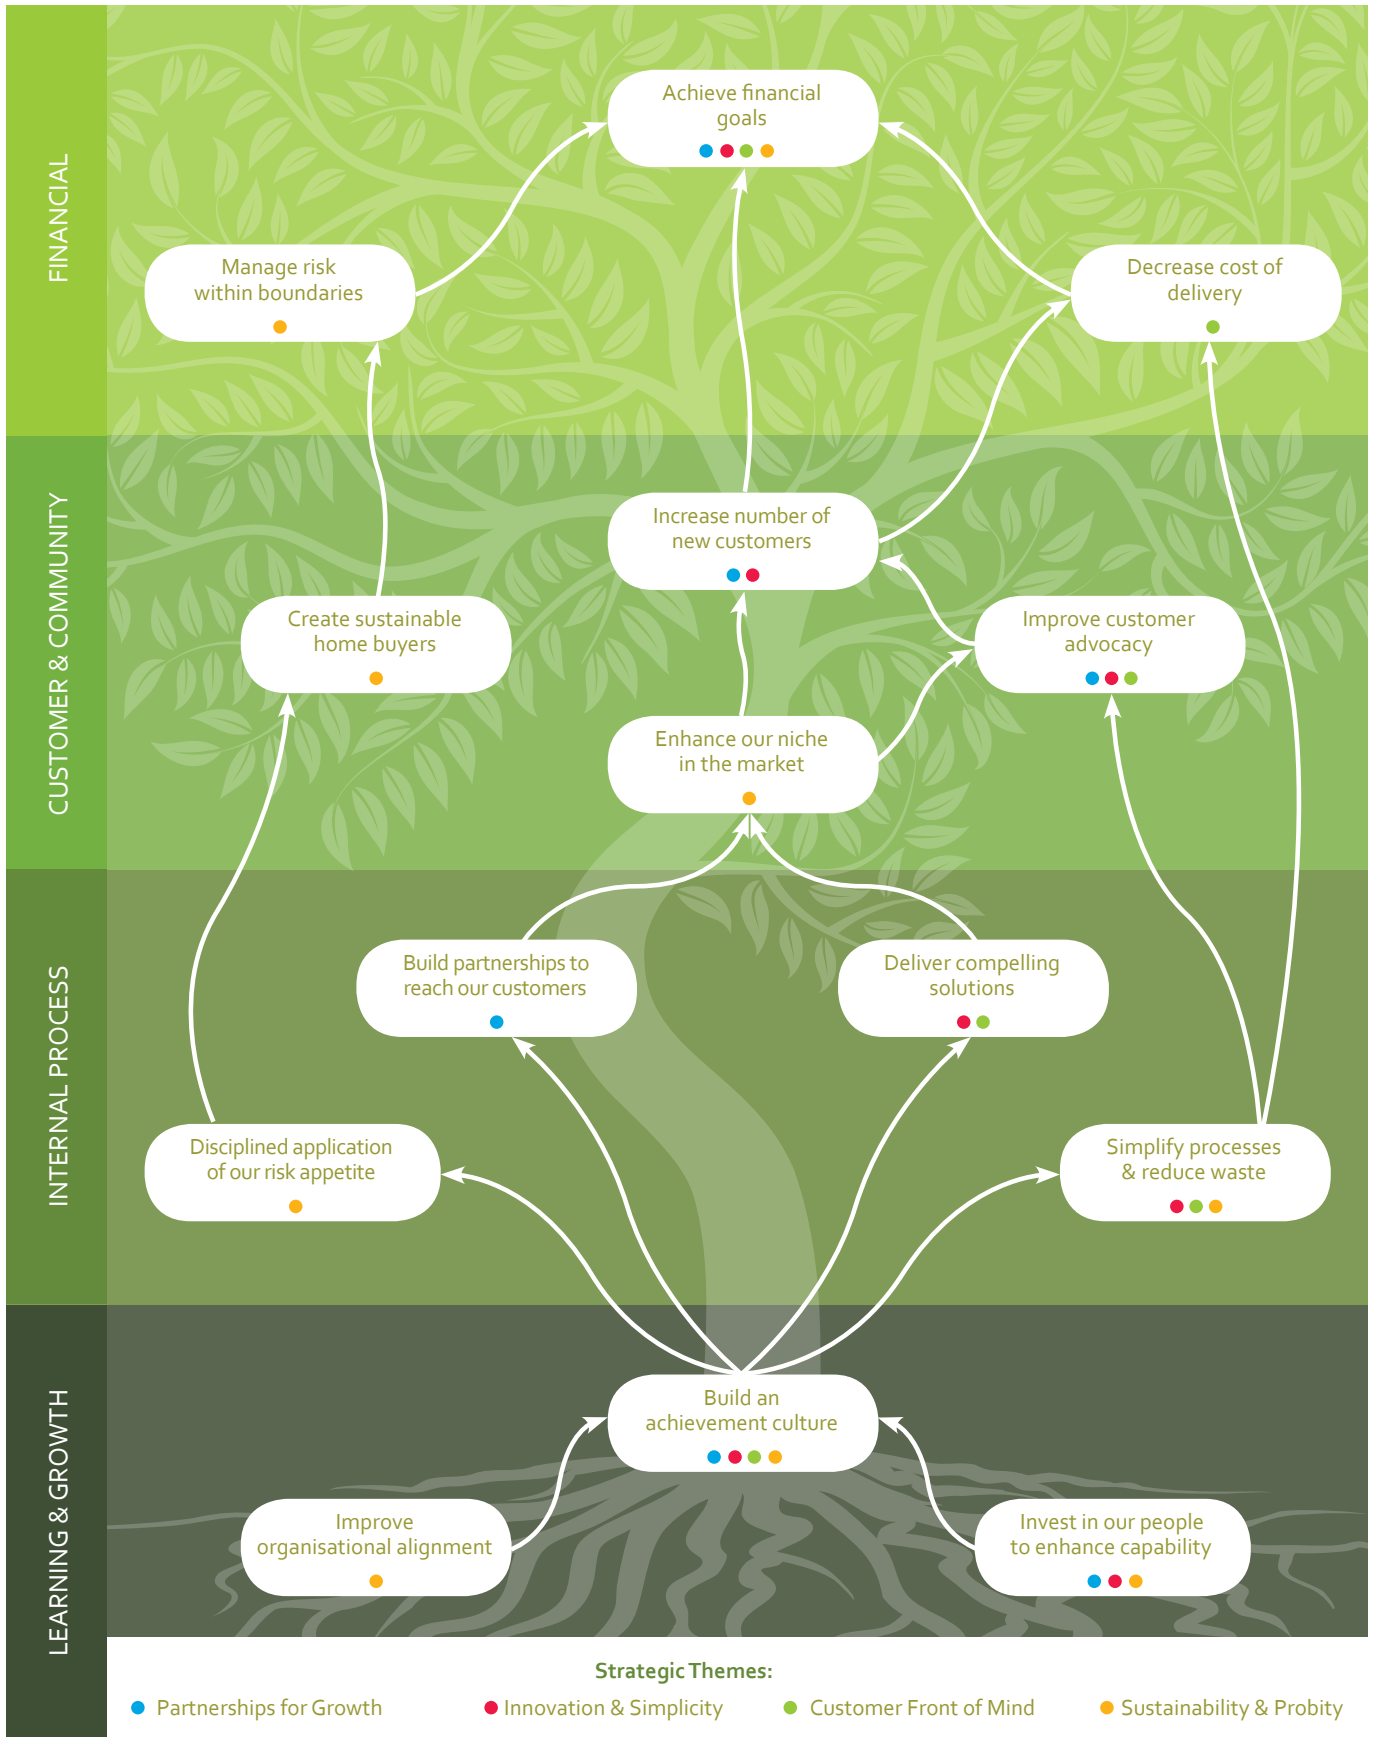 FINANCIAL
Achieve financial
goals
Manage risk
within boundaries
Decrease cost of
delivery
CUSTOMER & COMMUNITY
Increase number of
new customers
Create sustainable
home buyers
Improve customer
advocacy
Enhance our niche
in the market
INTERNAL PROCESS
Build partnerships to
reach our customers
Deliver compelling
solutions
Disciplined application
of our risk appetite
Simplify processes
& reduce waste
LEARNING & GROWTH
Build an
achievement culture
Improve
organisational alignment
Invest in our people
to enhance capability
Strategic Themes:
Partnerships for Growth
Innovation & Simplicity
Customer Front of Mind
Sustainability & Probity